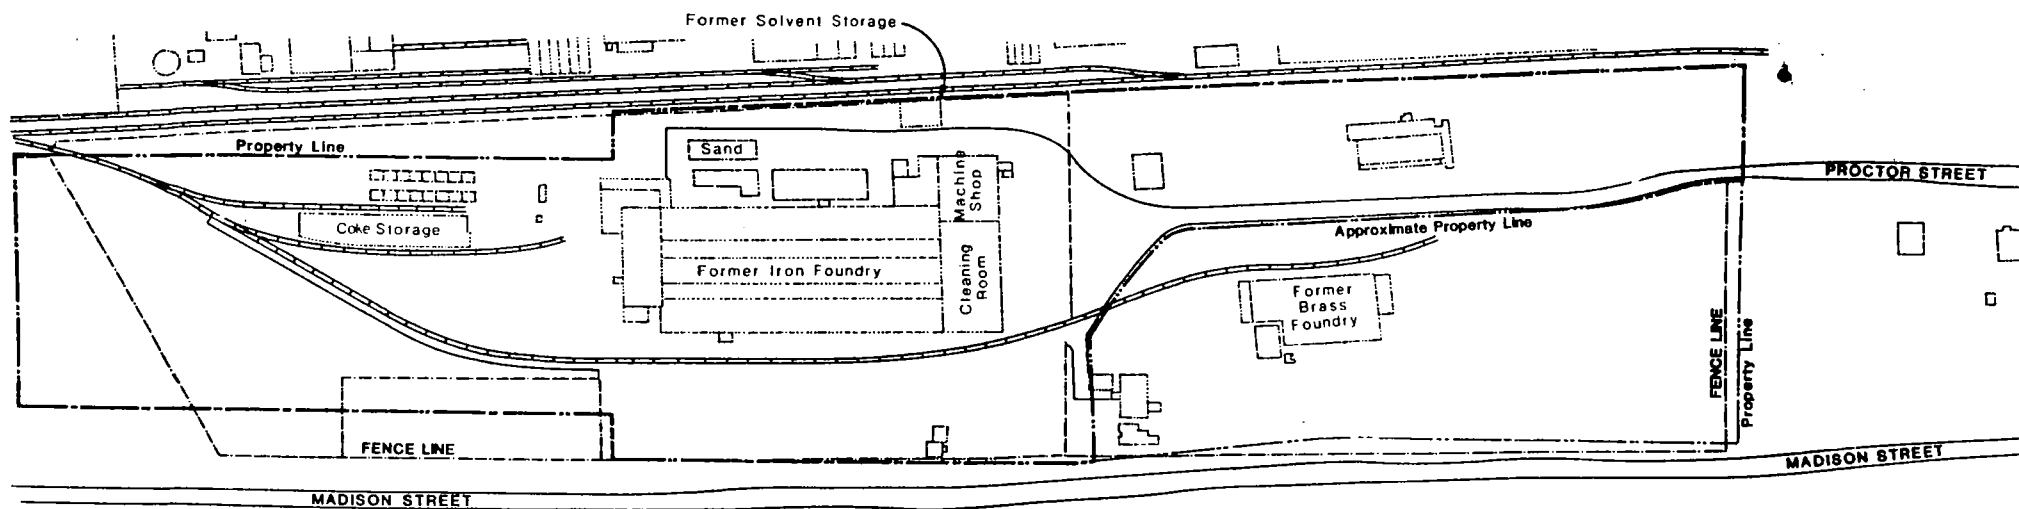 Former Solvent Storage
Property Line
Sand
Machine
Shop
PROCTOR STREET
Coke Storage
Approximate Property Line
Former Iron Foundry
Cleaning
Room
Former
Brass
Foundry
FENCE LINE
Property Line
FENCE LINE
MADISON STREET
MADISON STREET